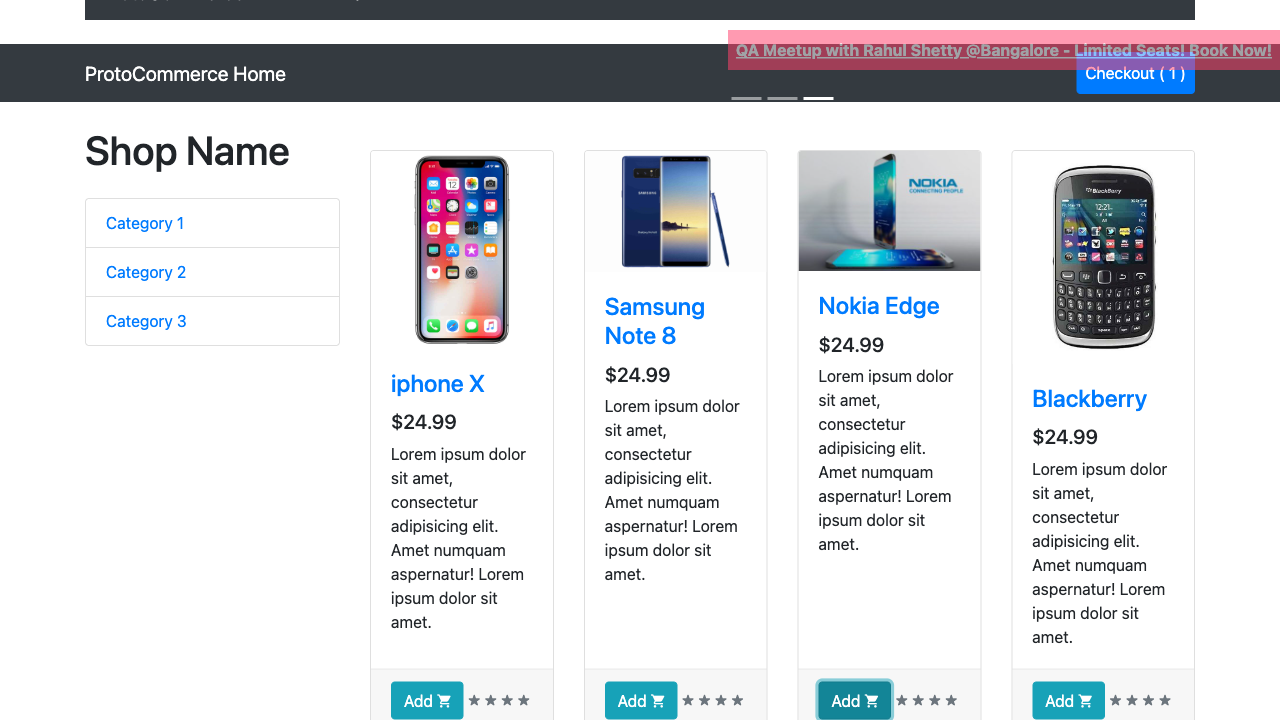 QA Meetup with Rahul Shetty @Bangalore - Limited Seats! Book Now!
ProtoCommerce Home
Checkout ( 1 )
Shop Name
Category 1
Category 2
Category 3
iphone X
$24.99
Lorem ipsum dolor
sit amet,
consectetur
adipisicing elit.
Amet numquam
aspernatur! Lorem
ipsum dolor sit
amet.
Add
Samsung
Note 8
$24.99
Lorem ipsum dolor
sit amet,
consectetur
adipisicing elit.
Amet numquam
aspernatur! Lorem
ipsum dolor sit
amet.
Add
NOKIA
CONNECTING PEOPLE
Nokia Edge
$24.99
Lorem ipsum dolor
sit amet,
consectetur
adipisicing elit.
Amet numquam
aspernatur! Lorem
ipsum dolor sit
amet.
Add
BlackBerry
Blackberry
$24.99
Lorem ipsum dolor
sit amet,
consectetur
adipisicing elit.
Amet numquam
aspernatur! Lorem
ipsum dolor sit
amet.
Add